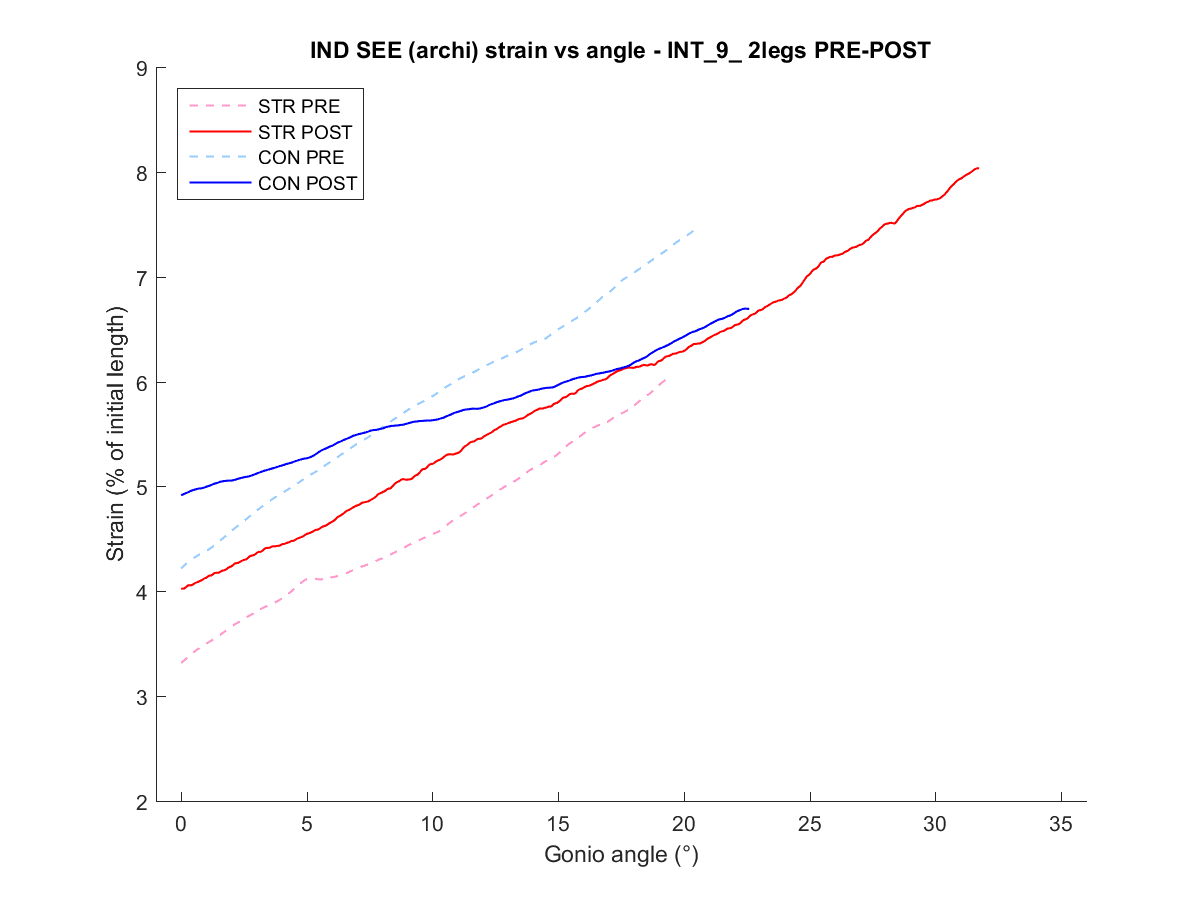 IND SEE (archi) strain vs angle - INT_9_ 2legs PRE-POST
9
8
7
6
5
4
3
2
STR PRE
STR POST
CON PRE
CON POST
Strain (% of initial length)
0 5 10 15 20 25 30 35
Gonio angle (°)